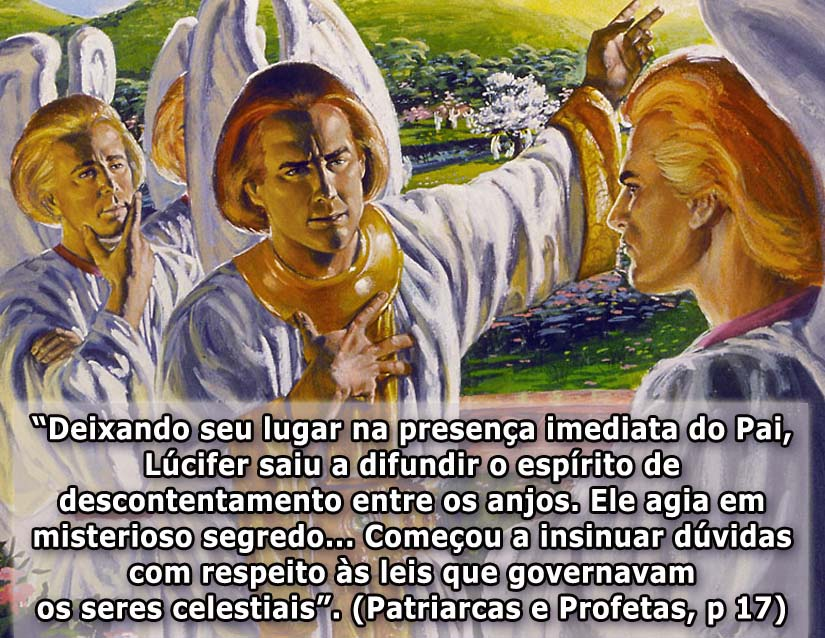 “Deixando seu lugar na presença imediata do Pai,
Lúcifer saiu a difundir o espírito de
descontentamento entre os anjos. Ele agia em
misterioso segredo... Começou a insinuar dúvidas
com respeito às leis que governavam
os seres celestiais”. (Patriarcas e Profetas, p 17)